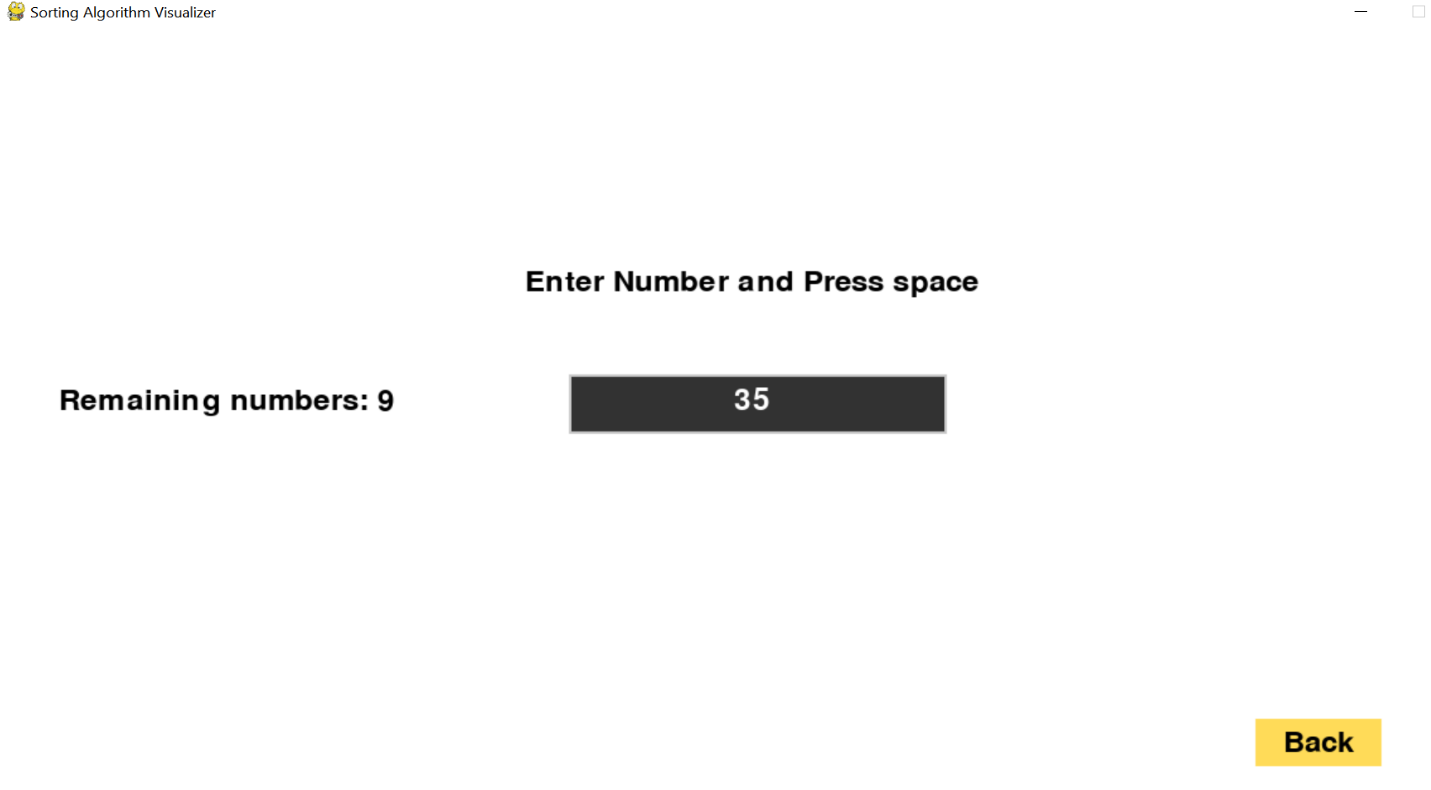 Sorting Algorithm Visualizer
Enter Number and Press space
Remaining numbers: 9
35
Back